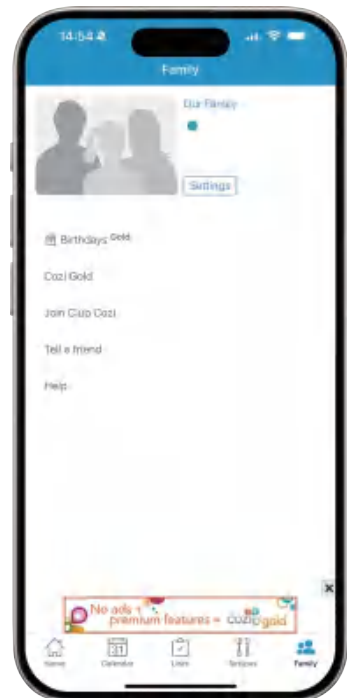 14:54
Family
Our Family
Settings
Birthdays Gold
Cozi Gold
Join Club Cozi
Tell a friend
Help
No ads +
premium features = cozi gold
Home
31
Calendar
Lists
Recipes
Family